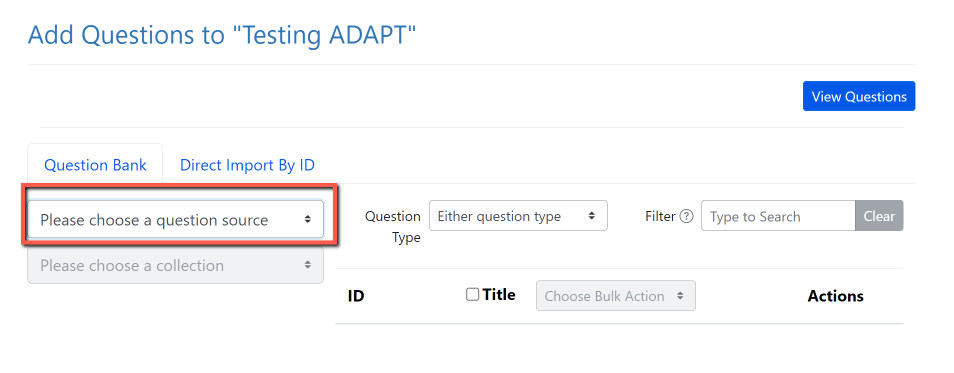 Add Questions to "Testing ADAPT"
View Questions
Question Bank
Direct Import By ID
Please choose a question source
Please choose a collection
Question
Type
Either question type
Filter ?
Type to Search
Clear
ID
Title
Choose Bulk Action
Actions